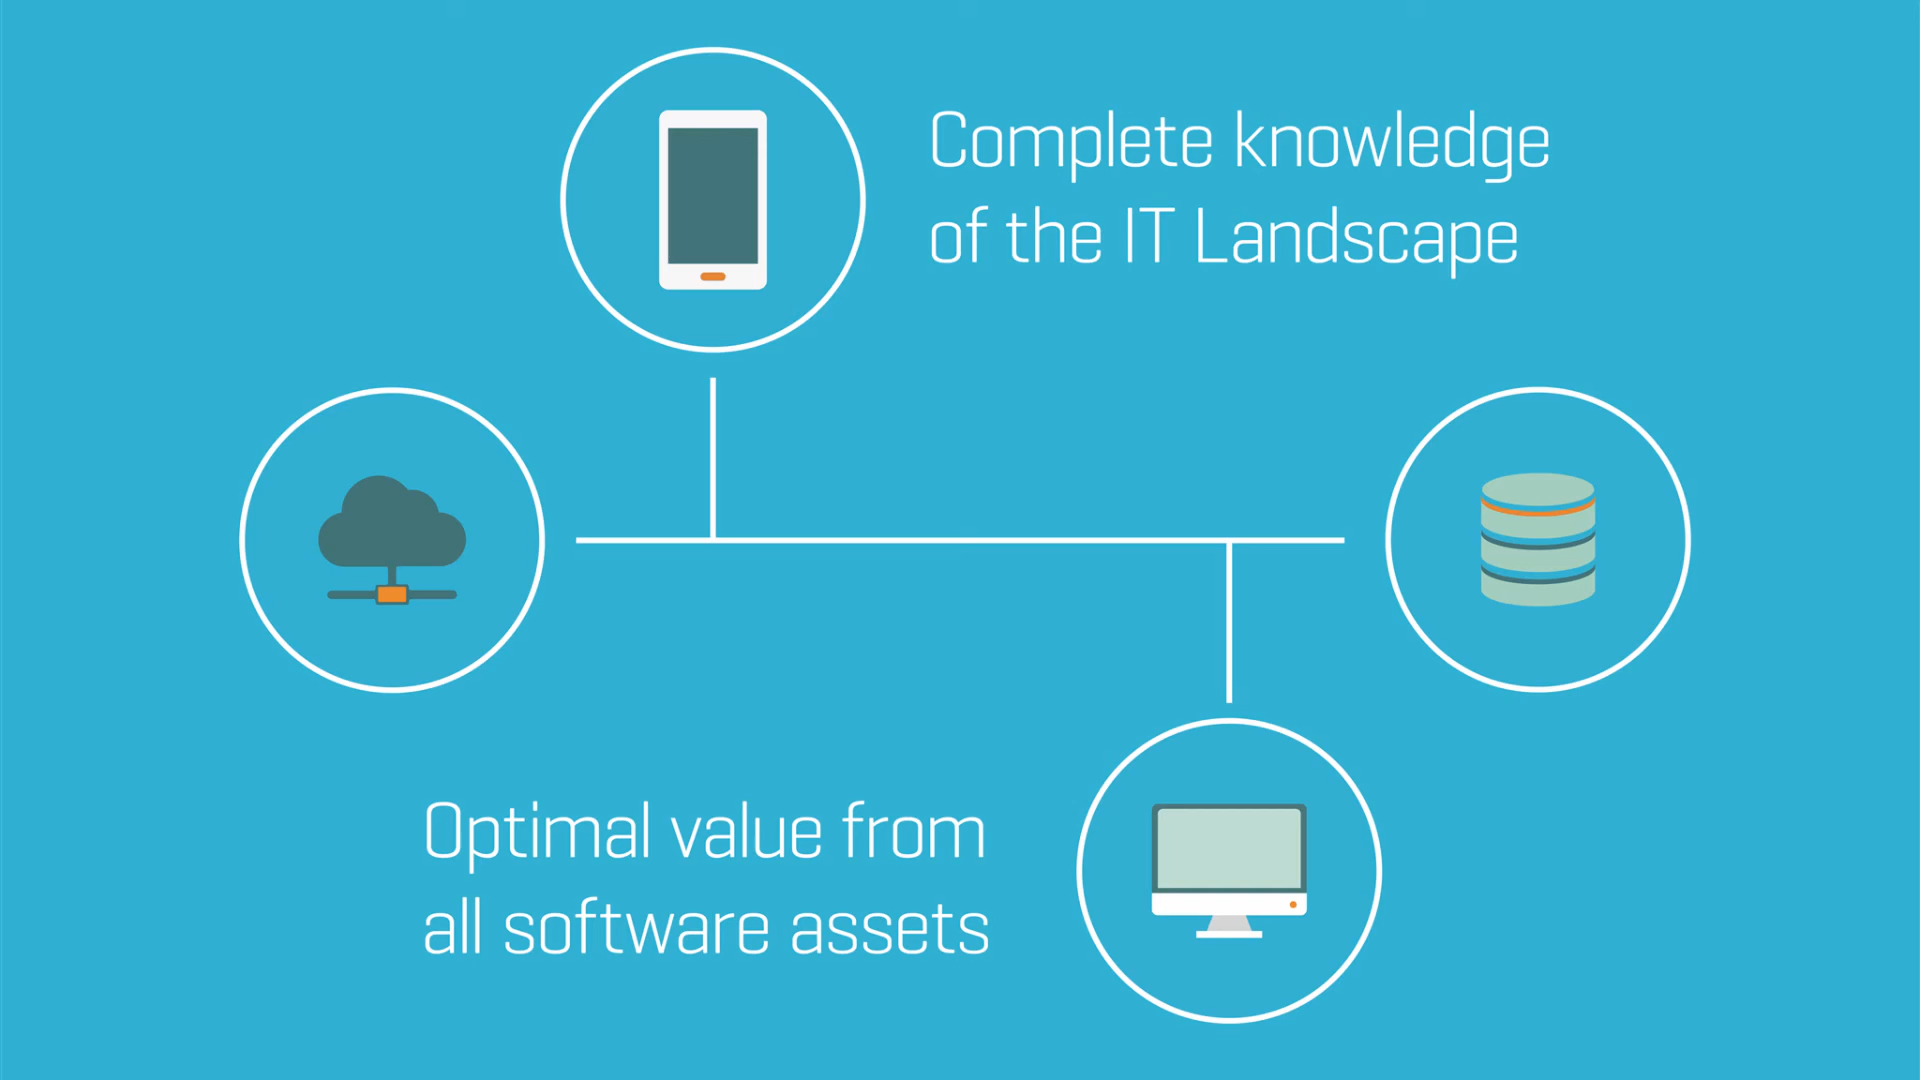 Complete knowledge
of the IT Landscape
Optimal value from
all software assets